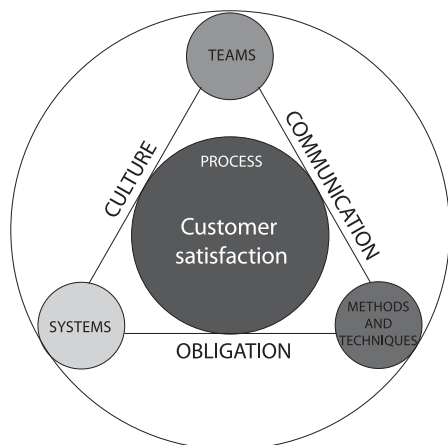 TEAMS
CULTURE
COMMUNICATION
PROCESS
Customer
satisfaction
SYSTEMS
METHODS
AND
TECHNIQUES
OBLIGATION